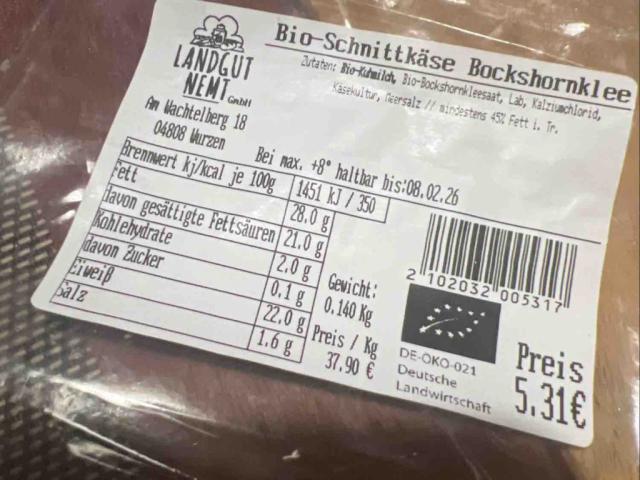 LANDGUT
NEMT GmbH
Am Wachtelberg 18
04808 Wurzen
Bio-Schnittkäse Bockshornklee
Zutaten: Bio-Kuhmilch, Bio-Bockshornkleesaat, Lab, Kalziumchlorid,
Käsekultur, Meersalz // mindestens 45% Fett i. Tr.
Bei max. +8° haltbar bis:08.02.26
Brennwert kj/kcal je 100g 1451 kJ / 350
Fett 28.0 g
davon gesättigte Fettsäuren 21.0 g
Kohlehydrate 2.0 g
davon Zucker 0.1 g
Eiweiß 22.0 g
Salz 1.6 g
Gewicht:
0.140 Kg
Preis / Kg
37.90 €
2 102032 005317
DE-ÖKO-021
Deutsche
Landwirtschaft
Preis
5,31€